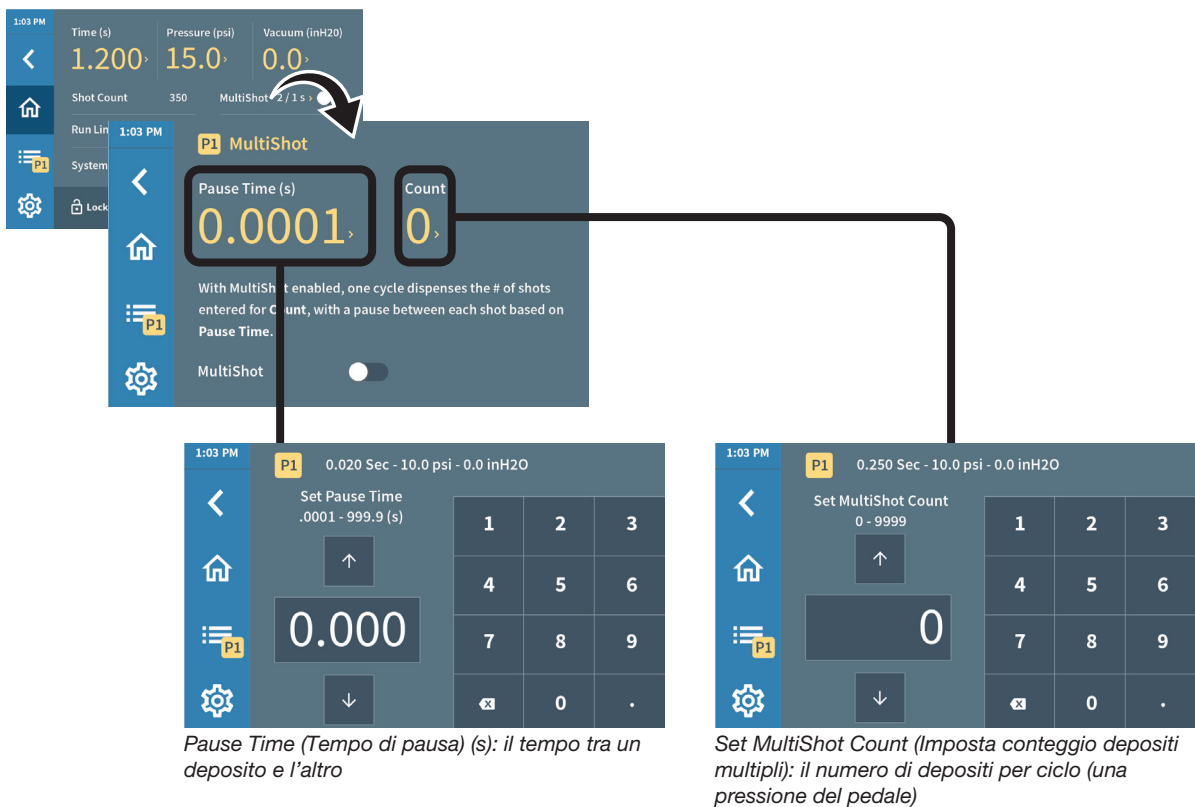 1:03 PM
Time (s) Pressure (psi) Vacuum (inH20)
1.200 › 15.0 › 0.0 ›
Shot Count 350 MultiShot 2 / 1 s ›
Run Lin
P1
System
Lock
1:03 PM
P1 MultiShot
Pause Time (s) Count
0.0001 › 0 ›
With MultiSh t enabled, one cycle dispenses the # of shots
entered for C unt, with a pause between each shot based on
Pause Time.
P1
MultiShot
1:03 PM
P1 0.020 Sec - 10.0 psi - 0.0 inH2O
Set Pause Time
.0001 - 999.9 (s)
1 2 3
4 5 6
0.000
P1
7 8 9
0 .
Pause Time (Tempo di pausa) (s): il tempo tra un
deposito e l’altro
1:03 PM
P1 0.250 Sec - 10.0 psi - 0.0 inH2O
Set MultiShot Count
0 - 9999
1 2 3
4 5 6
0
P1
7 8 9
0 .
Set MultiShot Count (Imposta conteggio depositi
multipli): il numero di depositi per ciclo (una
pressione del pedale)